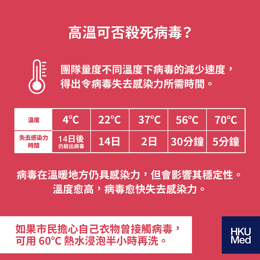 高溫可否殺死病毒？
團隊量度不同溫度下病毒的減少速度，
得出令病毒失去感染力所需時間。
溫度 4℃ 22℃ 37℃ 56℃ 70℃
失去感染力時間 14日後仍驗出病毒 14日 2日 30分鐘 5分鐘
病毒在溫暖地方仍具感染力，但會影響其穩定性。
溫度愈高，病毒愈快失去感染力。
如果市民擔心自己衣物曾接觸病毒，
可用 60℃ 熱水浸泡半小時再洗。
HKU
Med